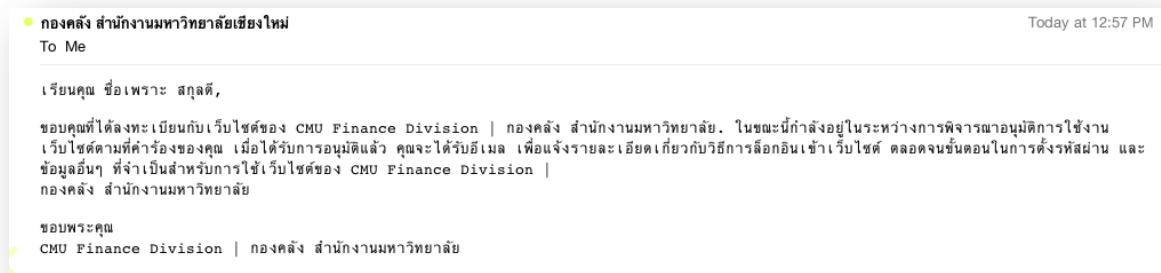 กองคลัง สำนักงานมหาวิทยาลัยเชียงใหม่ Today at 12:57 PM
To Me
เรียนคุณ ชื่อเพราะ สกุลดี,
ขอบคุณที่ได้ลงทะเบียนกับเว็บไซต์ของ CMU Finance Division | กองคลัง สำนักงานมหาวิทยาลัย. ในขณะนี้กำลังอยู่ในระหว่างการพิจารณาอนุมัติการใช้งาน
เว็บไซต์ตามที่คำร้องของคุณ เมื่อได้รับการอนุมัติแล้ว คุณจะได้รับอีเมล เพื่อแจ้งรายละเอียดเกี่ยวกับวิธีการล็อกอินเข้าเว็บไซต์ ตลอดจนขั้นตอนในการตั้งรหัสผ่าน และ
ข้อมูลอื่นๆ ที่จำเป็นสำหรับการใช้เว็บไซต์ของ CMU Finance Division |
กองคลัง สำนักงานมหาวิทยาลัย
ขอบพระคุณ
CMU Finance Division | กองคลัง สำนักงานมหาวิทยาลัย